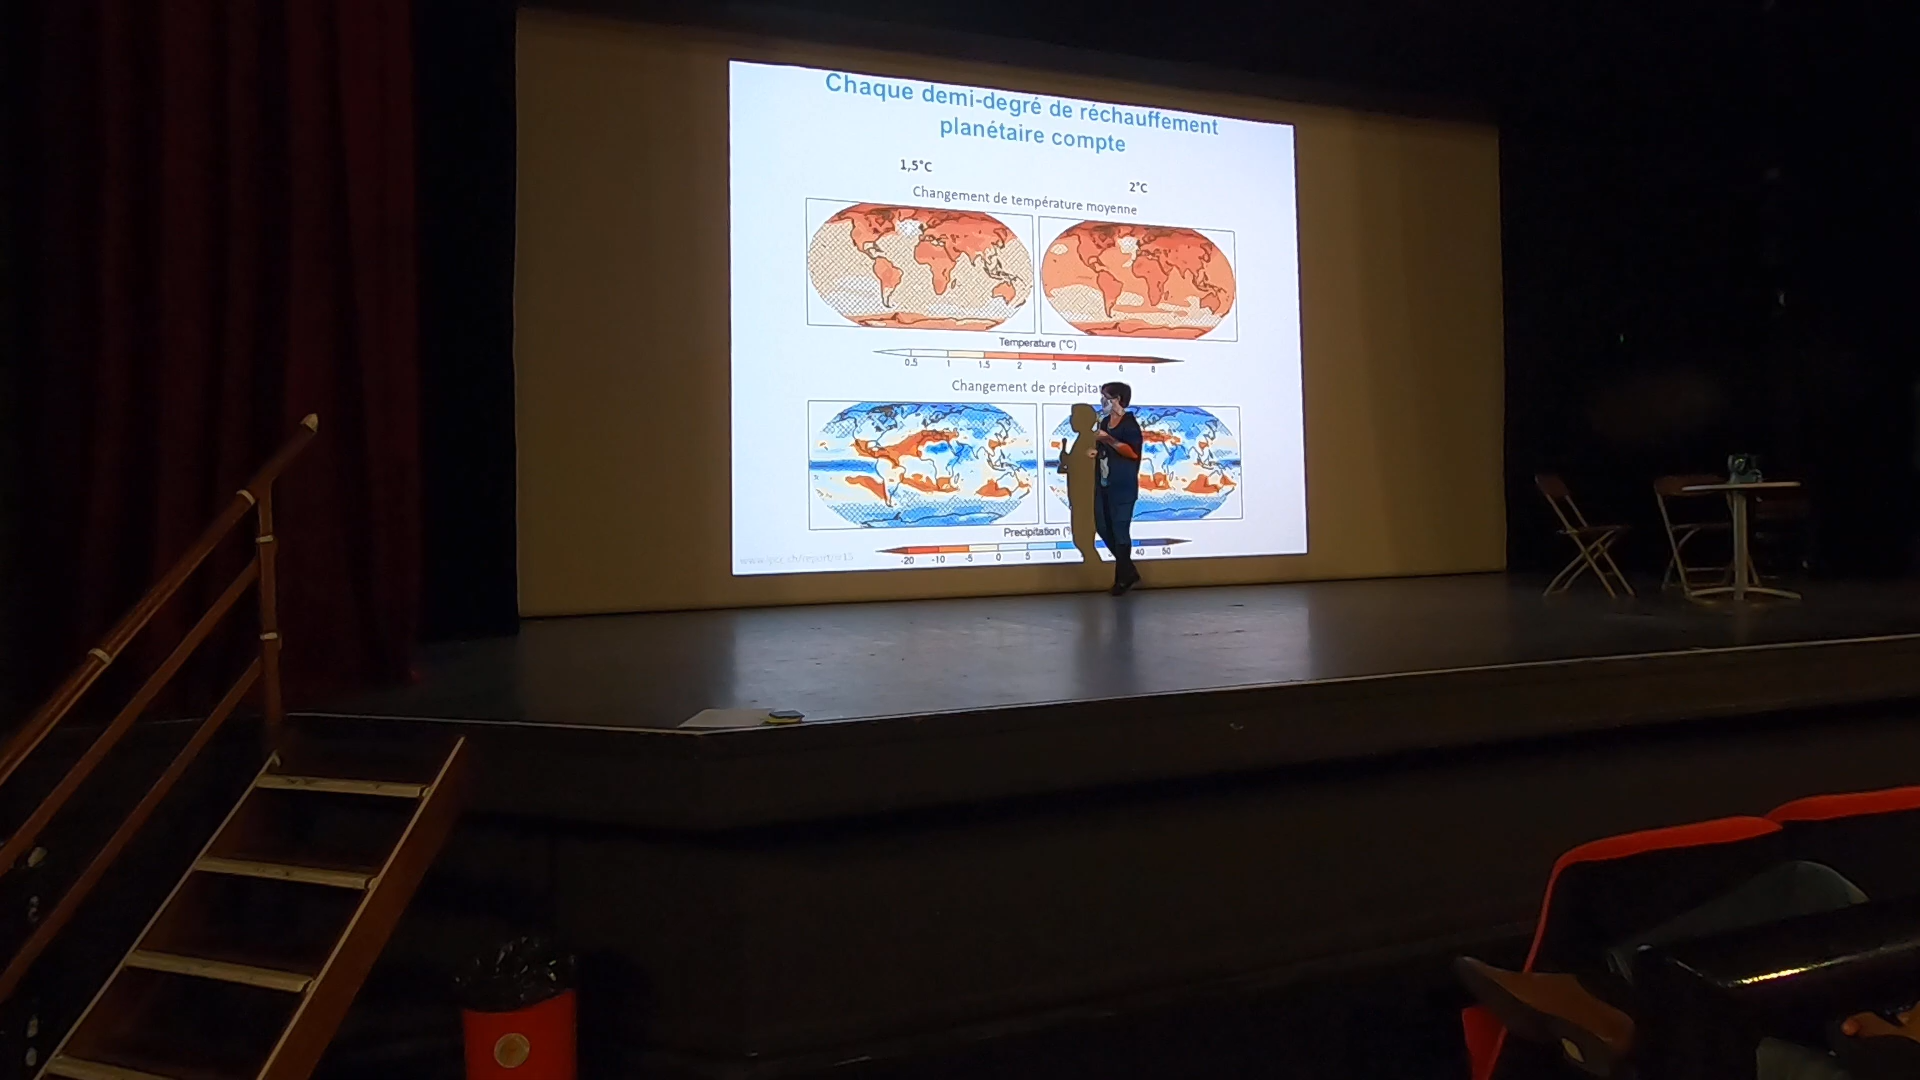 Chaque demi-degré de réchauffement
planétaire compte
1,5°C
2°C
Changement de température moyenne
Temperature (°C)
0.5 1 1.5 2 3 4 6 8
Changement de
Precipitation
-20 -10 -5 0 5 10 40 50